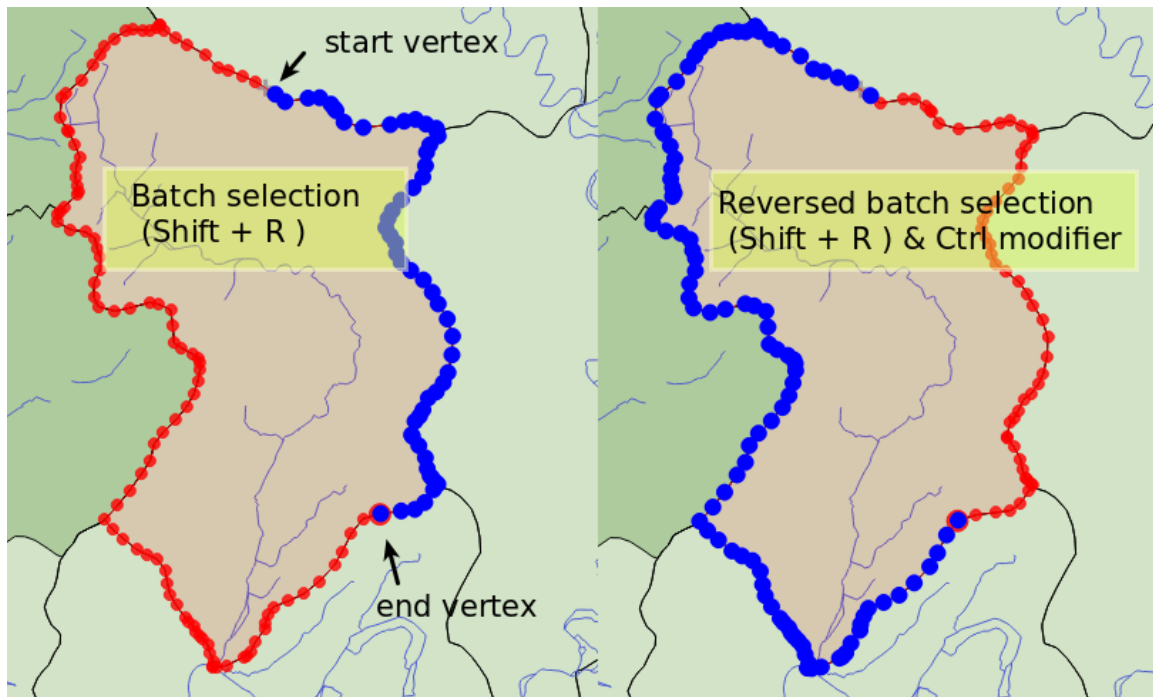 start vertex
Batch selection
(Shift + R )
end vertex
Reversed batch selection
(Shift + R ) & Ctrl modifier